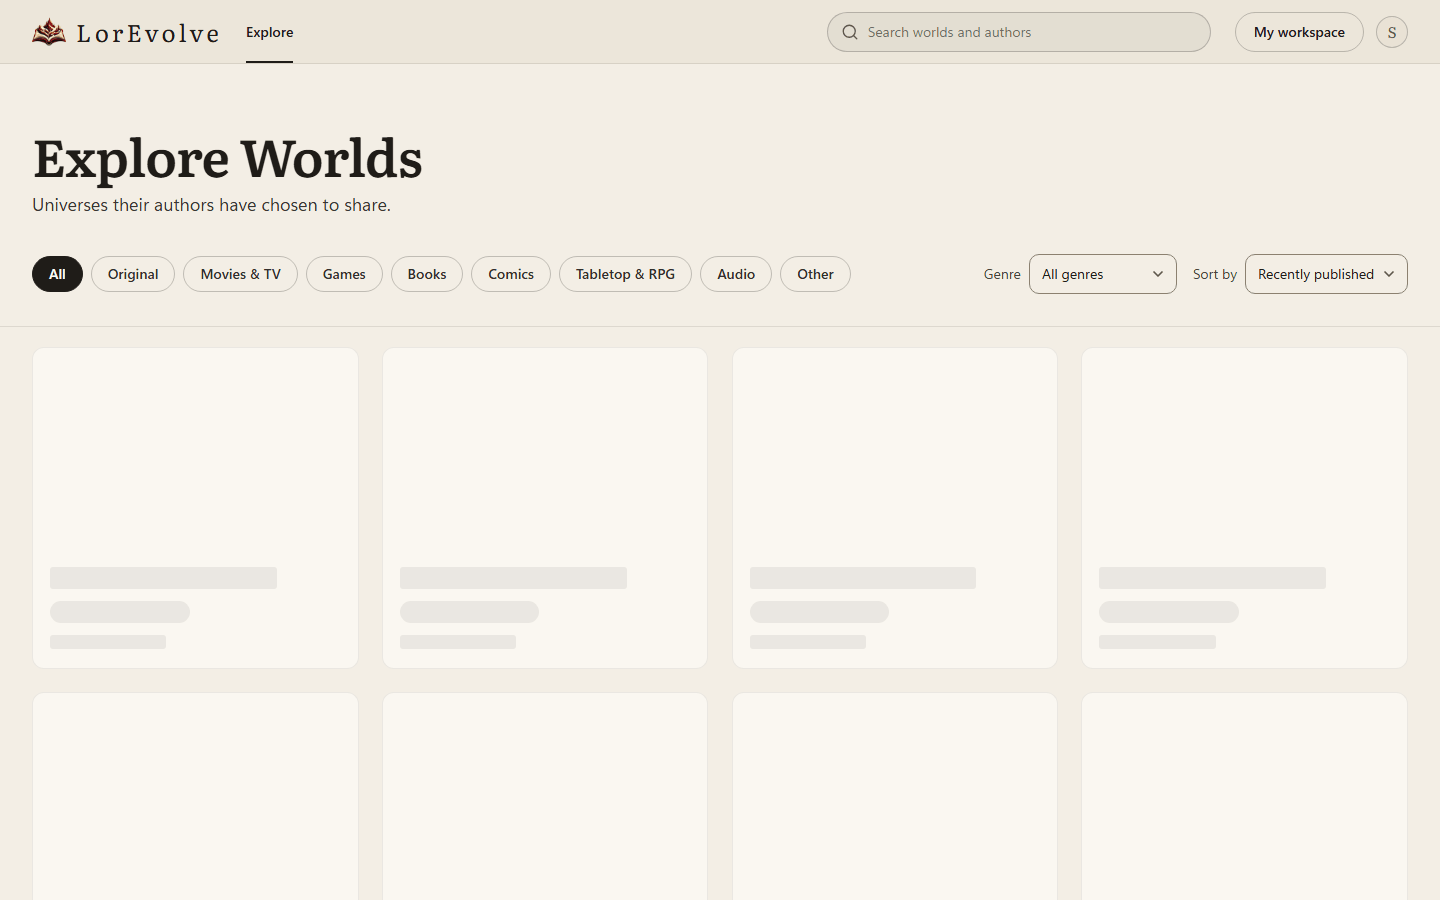 LorEvolve
Explore
Search worlds and authors
My workspace
S
Explore Worlds
Universes their authors have chosen to share.
All
Original
Movies & TV
Games
Books
Comics
Tabletop & RPG
Audio
Other
Genre
All genres
Sort by
Recently published